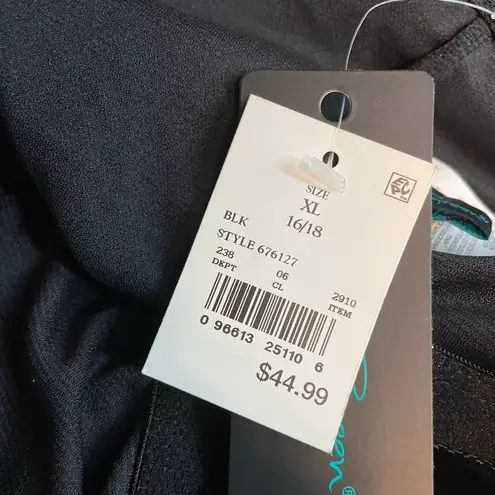 SIZE
XL
16/18
BLK
STYLE 676127
238 06 2910
DEPT CL ITEM
0 96613 25110 6
$44.99
®